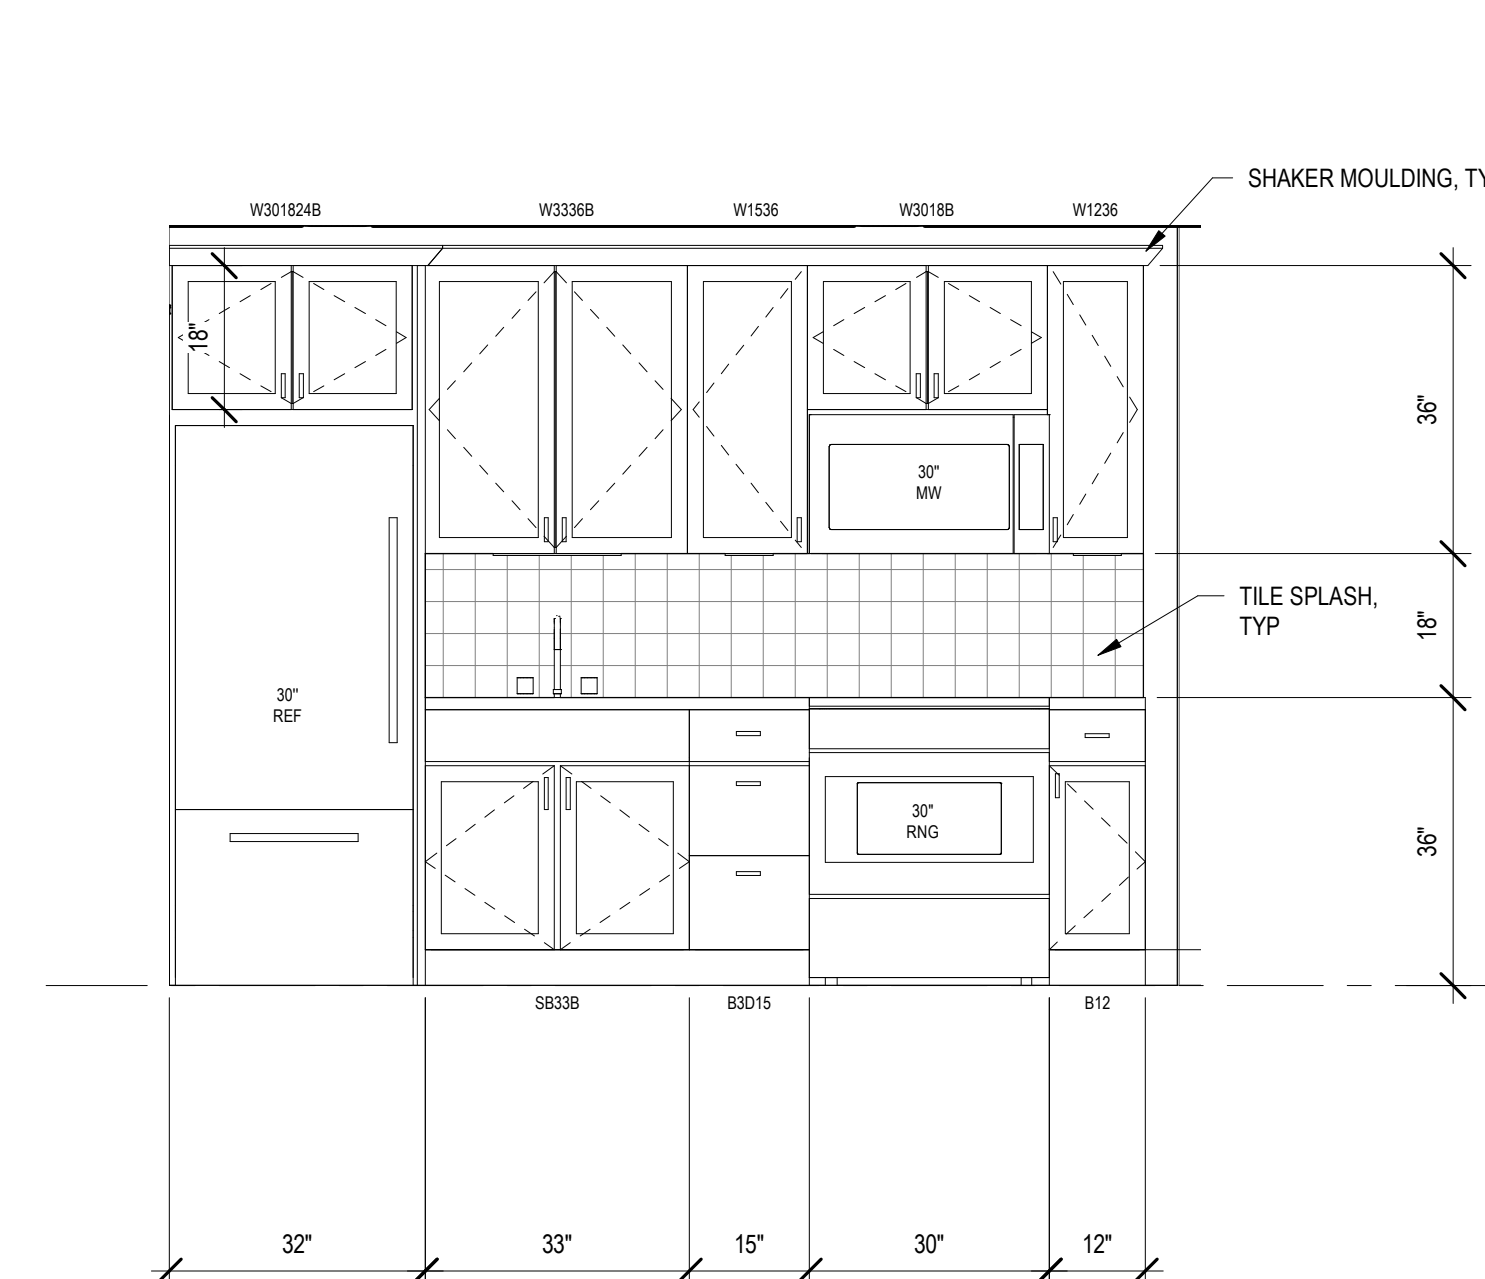 SHAKER MOULDING, TY
W301824B
W3336B
W1536
W3018B
W1236
18"
36"
30"
MW
TILE SPLASH,
TYP
18"
30"
REF
30"
RNG
36"
SB33B
B3D15
B12
32"
33"
15"
30"
12"